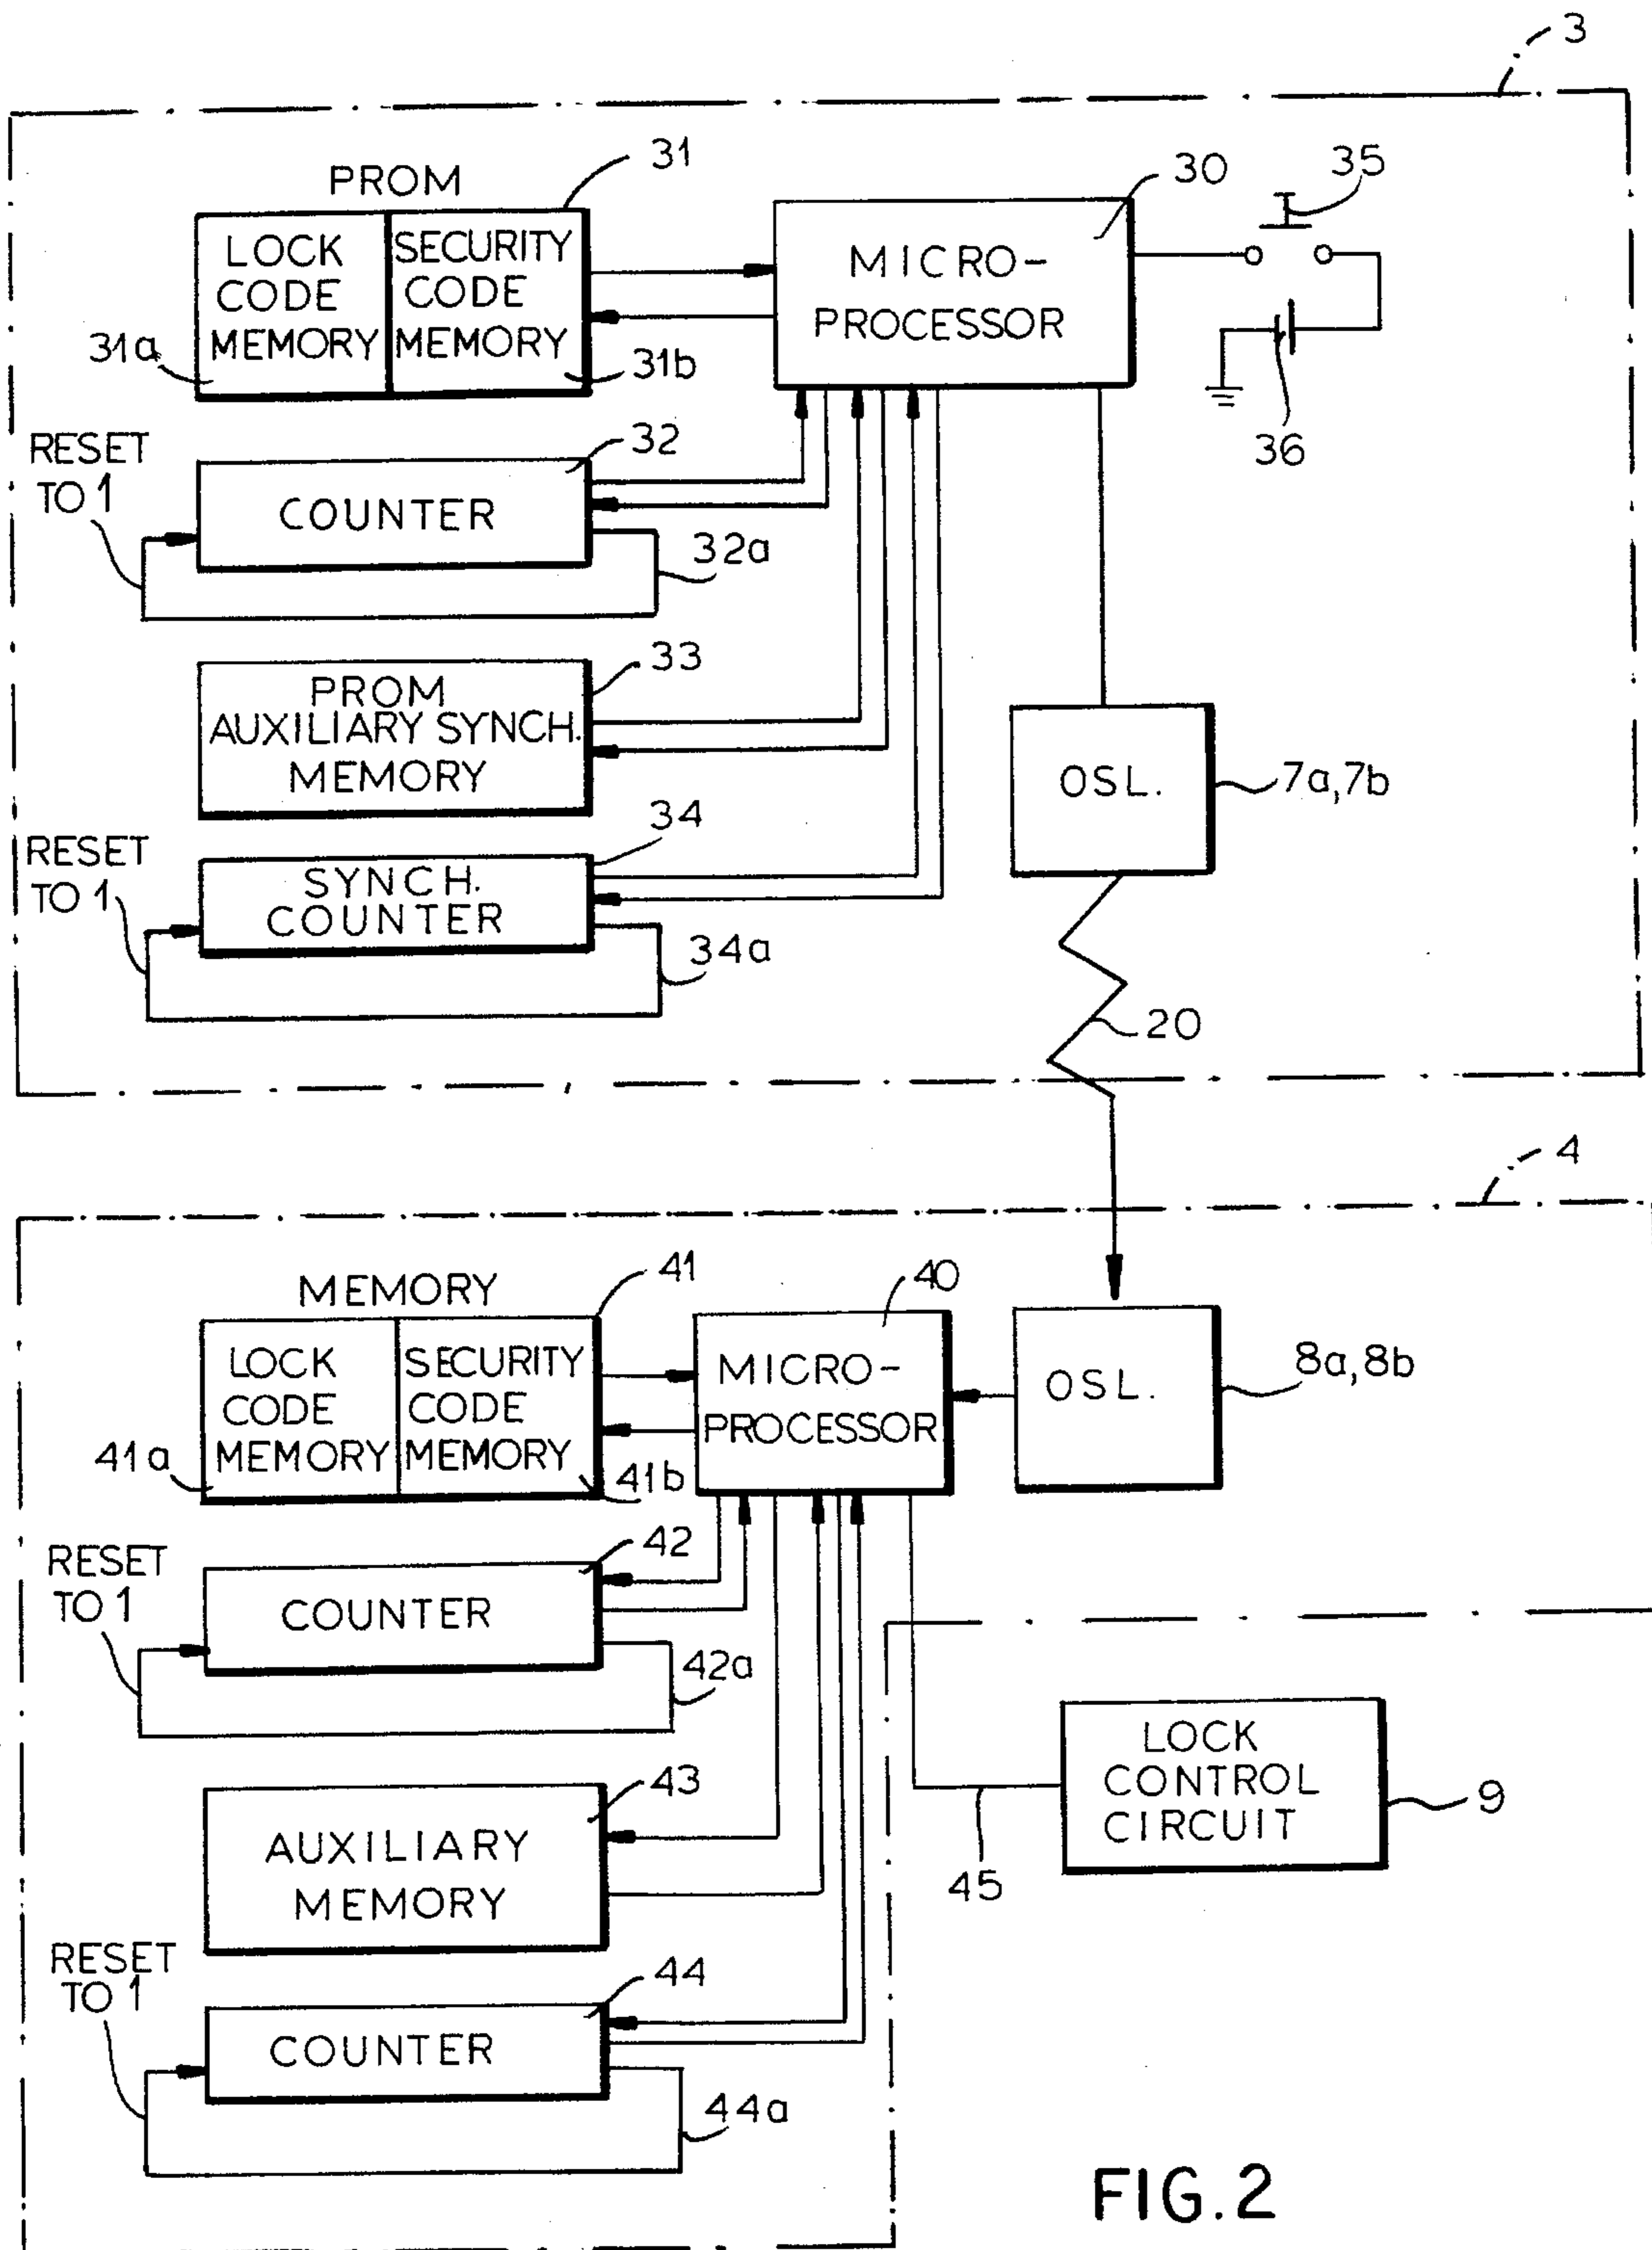 3
PROM
31
LOCK
CODE
MEMORY
SECURITY
CODE
MEMORY
31a
31b
30
MICRO-
PROCESSOR
35
36
RESET
TO 1
32
COUNTER
32a
33
PROM
AUXILIARY SYNCH.
MEMORY
OSL.
7a,7b
RESET
TO 1
34
SYNCH.
COUNTER
34a
20
4
MEMORY
41
LOCK
CODE
MEMORY
SECURITY
CODE
MEMORY
41a
41b
40
MICRO-
PROCESSOR
OSL.
8a,8b
RESET
TO 1
42
COUNTER
42a
43
AUXILIARY
MEMORY
LOCK
CONTROL
CIRCUIT
9
45
RESET
TO 1
44
COUNTER
44a
FIG.2